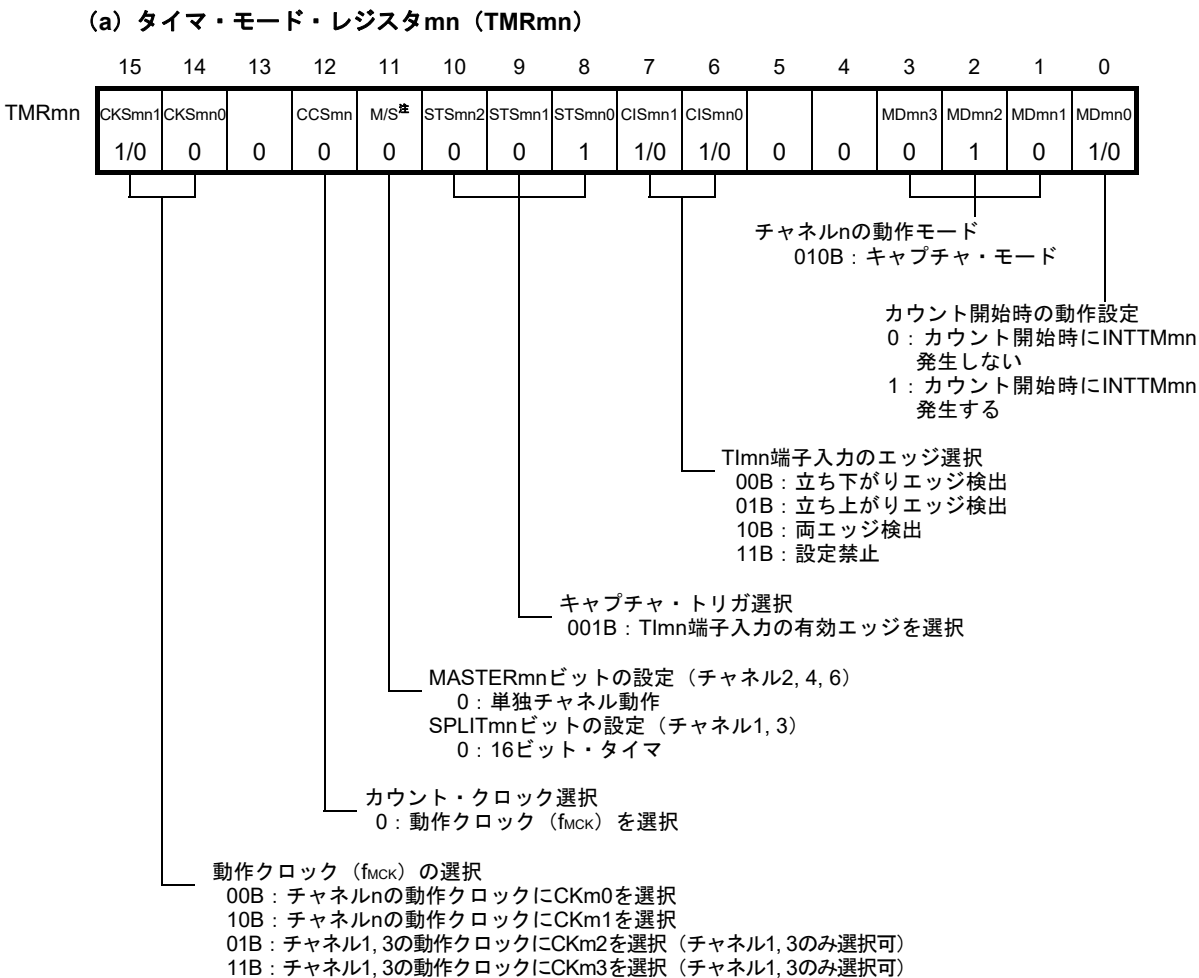 （a）タイマ・モード・レジスタmn（TMRmn）
15 14 13 12 11 10 9 8 7 6 5 4 3 2 1 0
TMRmn CKSmn1 CKSmn0 CCSmn M/S注 STSmn2 STSmn1 STSmn0 CISmn1 CISmn0 MDmn3 MDmn2 MDmn1 MDmn0
1/0 0 0 0 0 0 0 1 1/0 1/0 0 0 0 1 0 1/0
チャネルnの動作モード
010B：キャプチャ・モード
カウント開始時の動作設定
0：カウント開始時にINTTMmn
発生しない
1：カウント開始時にINTTMmn
発生する
TImn端子入力のエッジ選択
00B：立ち下がりエッジ検出
01B：立ち上がりエッジ検出
10B：両エッジ検出
11B：設定禁止
キャプチャ・トリガ選択
001B：TImn端子入力の有効エッジを選択
MASTERmnビットの設定（チャネル2, 4, 6）
0：単独チャネル動作
SPLITmnビットの設定（チャネル1, 3）
0：16ビット・タイマ
カウント・クロック選択
0：動作クロック（fMCK）を選択
動作クロック（fMCK）の選択
00B：チャネルnの動作クロックにCKm0を選択
10B：チャネルnの動作クロックにCKm1を選択
01B：チャネル1, 3の動作クロックにCKm2を選択（チャネル1, 3のみ選択可）
11B：チャネル1, 3の動作クロックにCKm3を選択（チャネル1, 3のみ選択可）